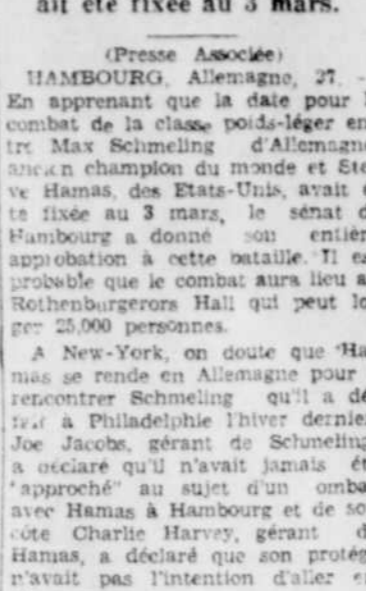 ait été fixée au 3 mars.
(Presse Associée)
HAMBOURG, Allemagne, 27. -
En apprenant que la date pour l
combat de la classe poids-léger en
tre Max Schmeling d'Allemagne
ancien champion du monde et Ste
ve Hamas, des Etats-Unis, avait é
té fixée au 3 mars, le sénat d
Hambourg a donné son entièr
approbation à cette bataille. Il es
probable que le combat aura lieu a
Rothenburgerors Hall qui peut lo
ger 25,000 personnes.
A New-York, on doute que Ha
mas se rende en Allemagne pour
rencontrer Schmeling qu'il a dé
fait à Philadelphie l'hiver dernier
Joe Jacobs, gérant de Schmeling
a déclaré qu'il n'avait jamais ét
"approché" au sujet d'un omba
avec Hamas à Hambourg et de so
côté Charlie Harvey, gérant d
Hamas, a déclaré que son protég
n'avait pas l'intention d'aller e